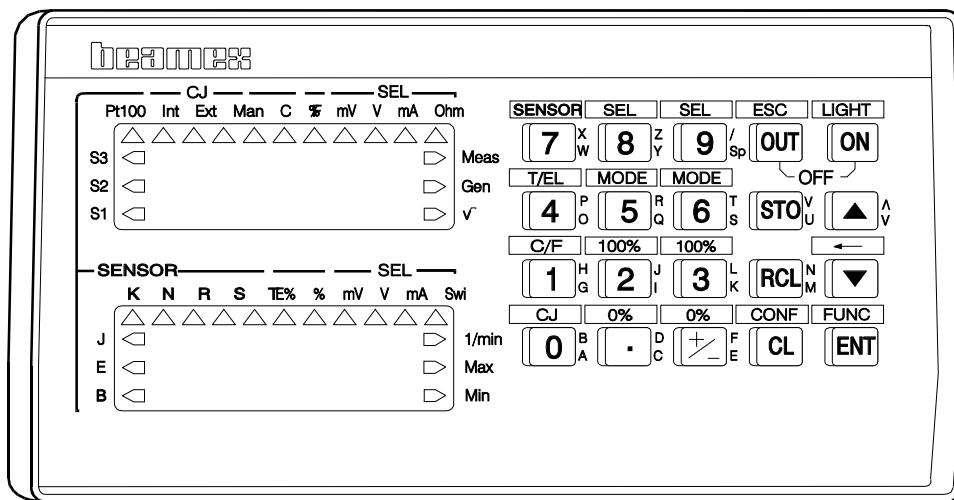 beamex
CJ SEL
Pt100 Int Ext Man C °F mV V mA Ohm
S3 Meas
S2 Gen
S1 √
SENSOR SEL
K N R S TE% % mV V mA Swi
J 1/min
E Max
B Min
SENSOR SEL SEL ESC LIGHT
7 X W 8 Z Y 9 / Sp OUT ON
OFF
T/EL MODE MODE
4 P O 5 R Q 6 T S STO V U ▲ Λ V
C/F 100% 100% ←
1 H G 2 J I 3 L K RCL N M ▼
CJ 0% 0% CONF FUNC
0 B A . D C +/- F E CL ENT